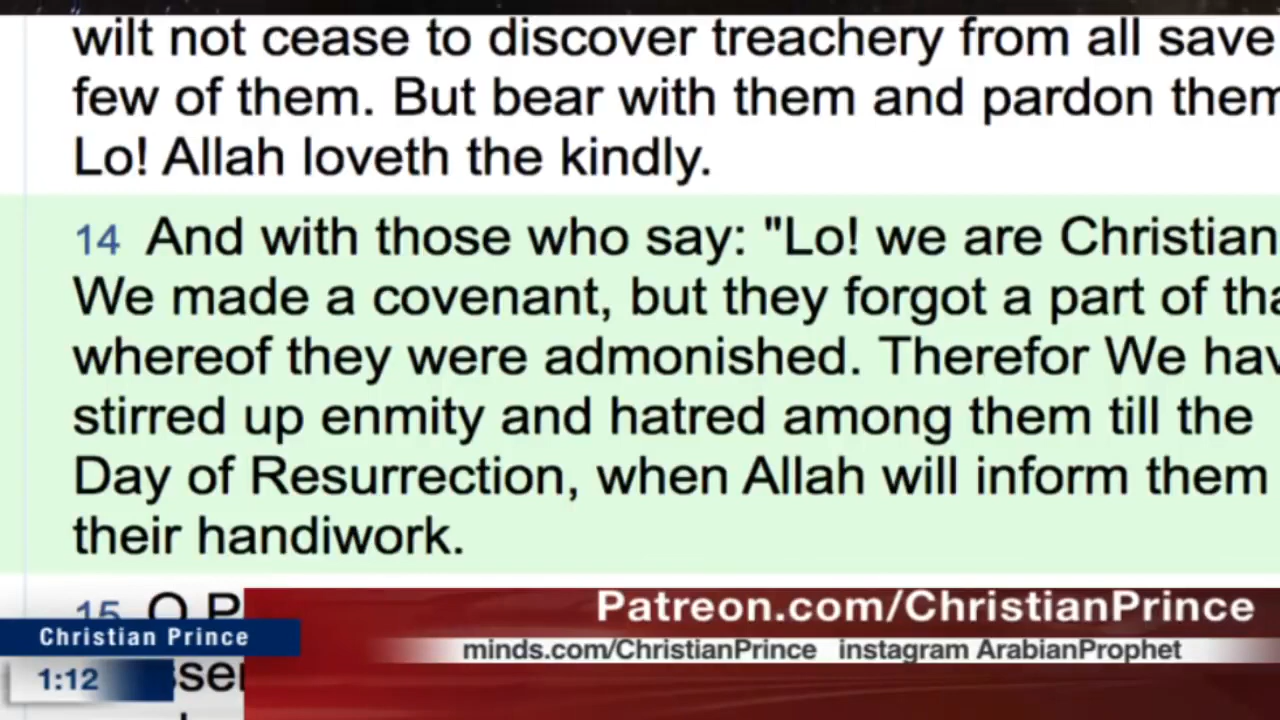 wilt not cease to discover treachery from all save
few of them. But bear with them and pardon them
Lo! Allah loveth the kindly.
14 And with those who say: "Lo! we are Christian
We made a covenant, but they forgot a part of tha
whereof they were admonished. Therefor We hav
stirred up enmity and hatred among them till the
Day of Resurrection, when Allah will inform them
their handiwork.
15 O P
Patreon.com/ChristianPrince
Christian Prince
minds.com/ChristianPrince instagram ArabianProphet
1:12